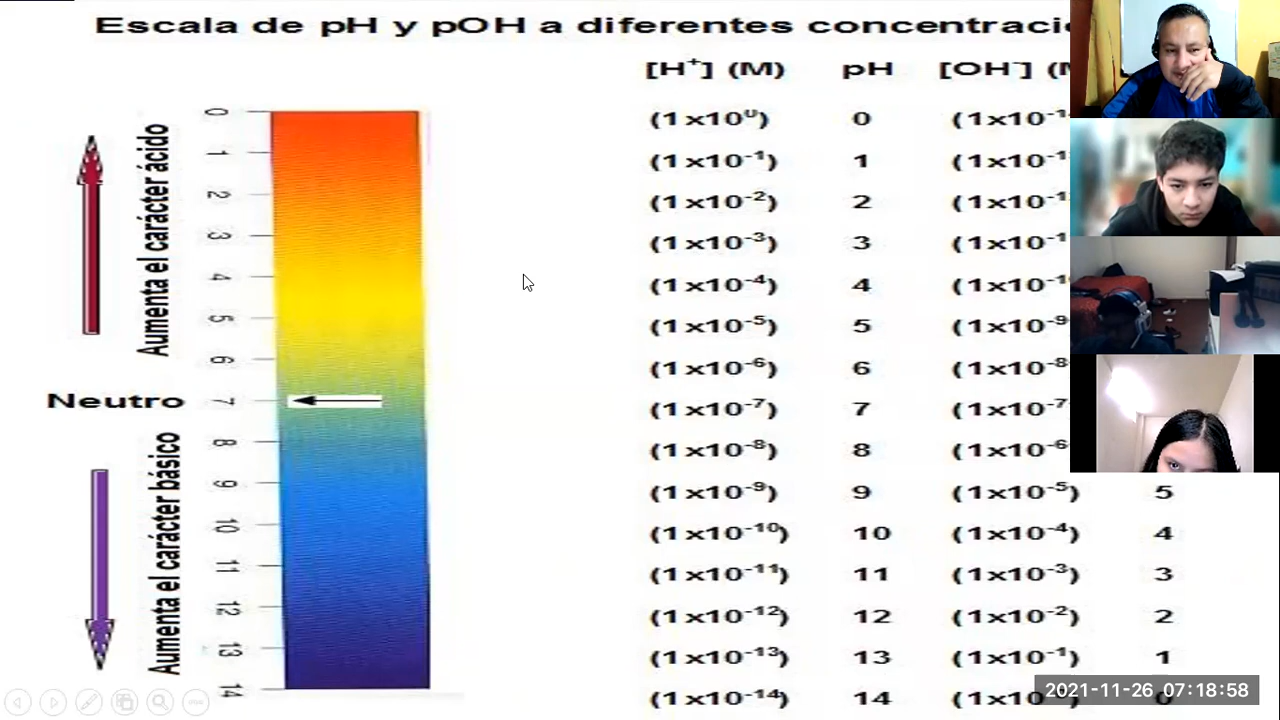 Escala de pH y pOH a diferentes
[H⁺] (M) pH [OH⁻]
0 (1x10⁰) 0
1 (1x10⁻¹) 1
2 (1x10⁻²) 2
3 (1x10⁻³) 3
4 (1x10⁻⁴) 4
5 (1x10⁻⁵) 5 (1x10⁻⁹
6 (1x10⁻⁶) 6 (1x10⁻⁸
Neutro 7 (1x10⁻⁷) 7 (1x10⁻⁷
8 (1x10⁻⁸) 8 (1x10⁻⁶
9 (1x10⁻⁹) 9 (1x10⁻⁵) 5
10 (1x10⁻¹⁰) 10 (1x10⁻⁴) 4
11 (1x10⁻¹¹) 11 (1x10⁻³) 3
12 (1x10⁻¹²) 12 (1x10⁻²) 2
13 (1x10⁻¹³) 13 (1x10⁻¹) 1
14 (1x10⁻¹⁴) 14
Aumenta el carácter ácido
Aumenta el carácter básico
2021-11-26 07:18:58